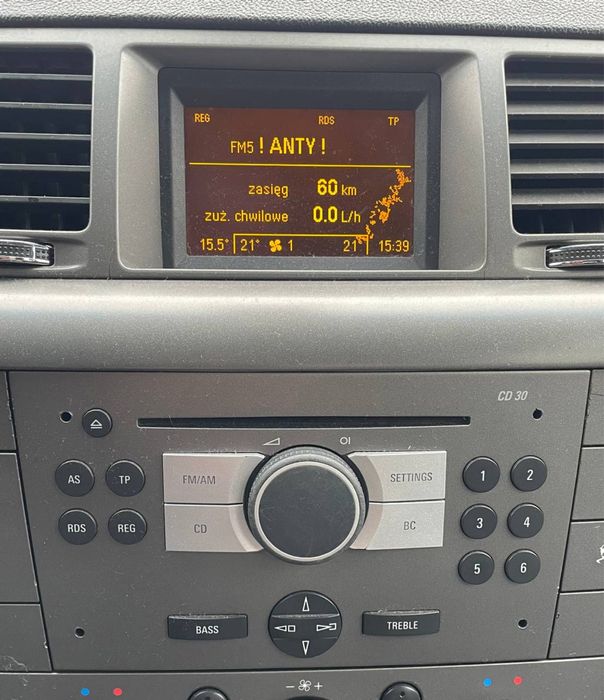 REG RDS TP
FM5 ! ANTY !
zasięg 60 km
zuż. chwilowe 0.0 L/h
15.5° 21° 1 21° 15:39
CD 30
AS TP FM/AM SETTINGS 1 2
RDS REG CD BC 3 4
5 6
BASS TREBLE
- +